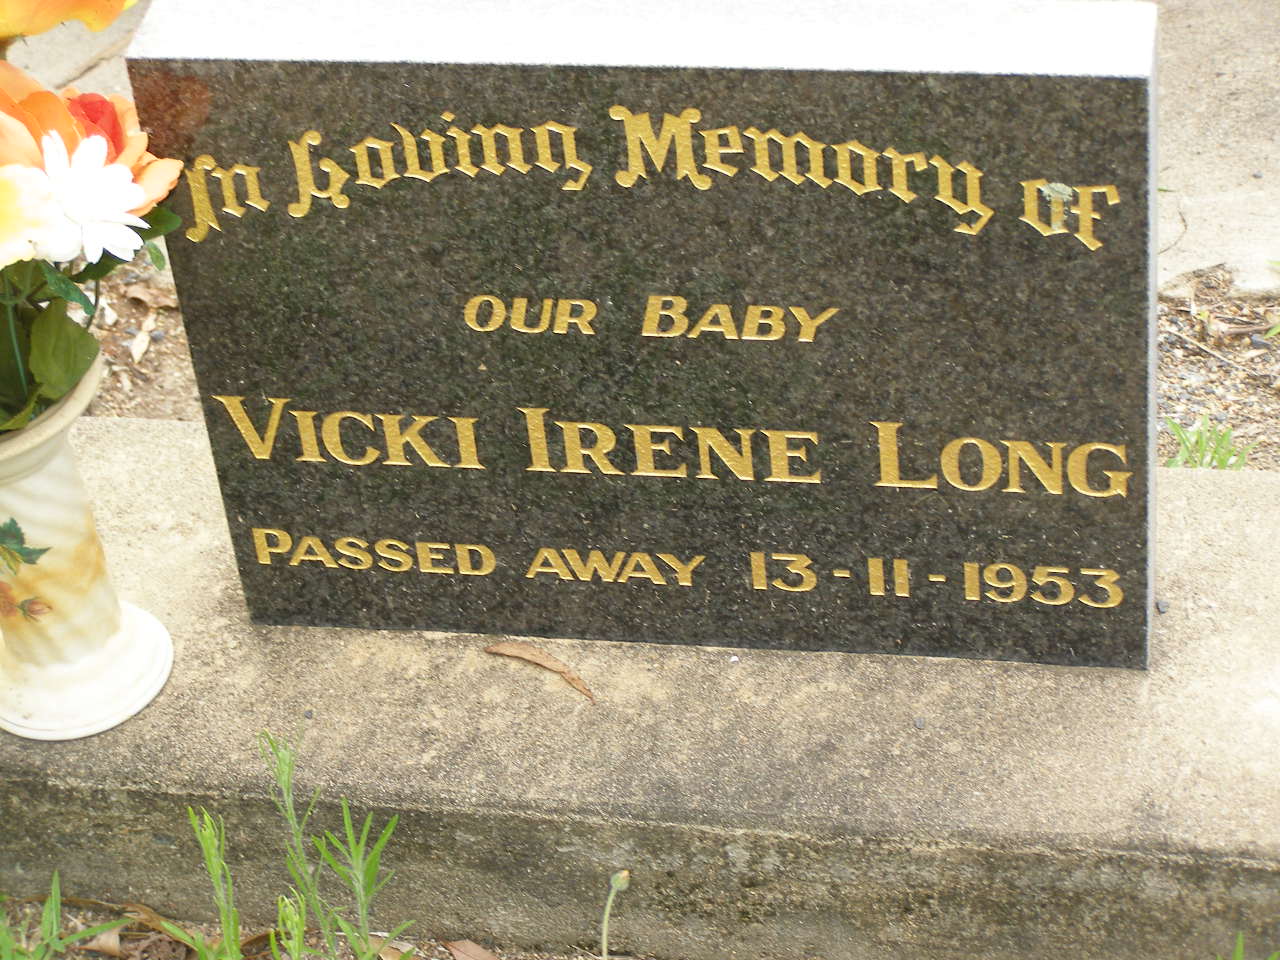 In Loving Memory of
OUR BABY
VICKI IRENE LONG
PASSED AWAY 13-11-1953